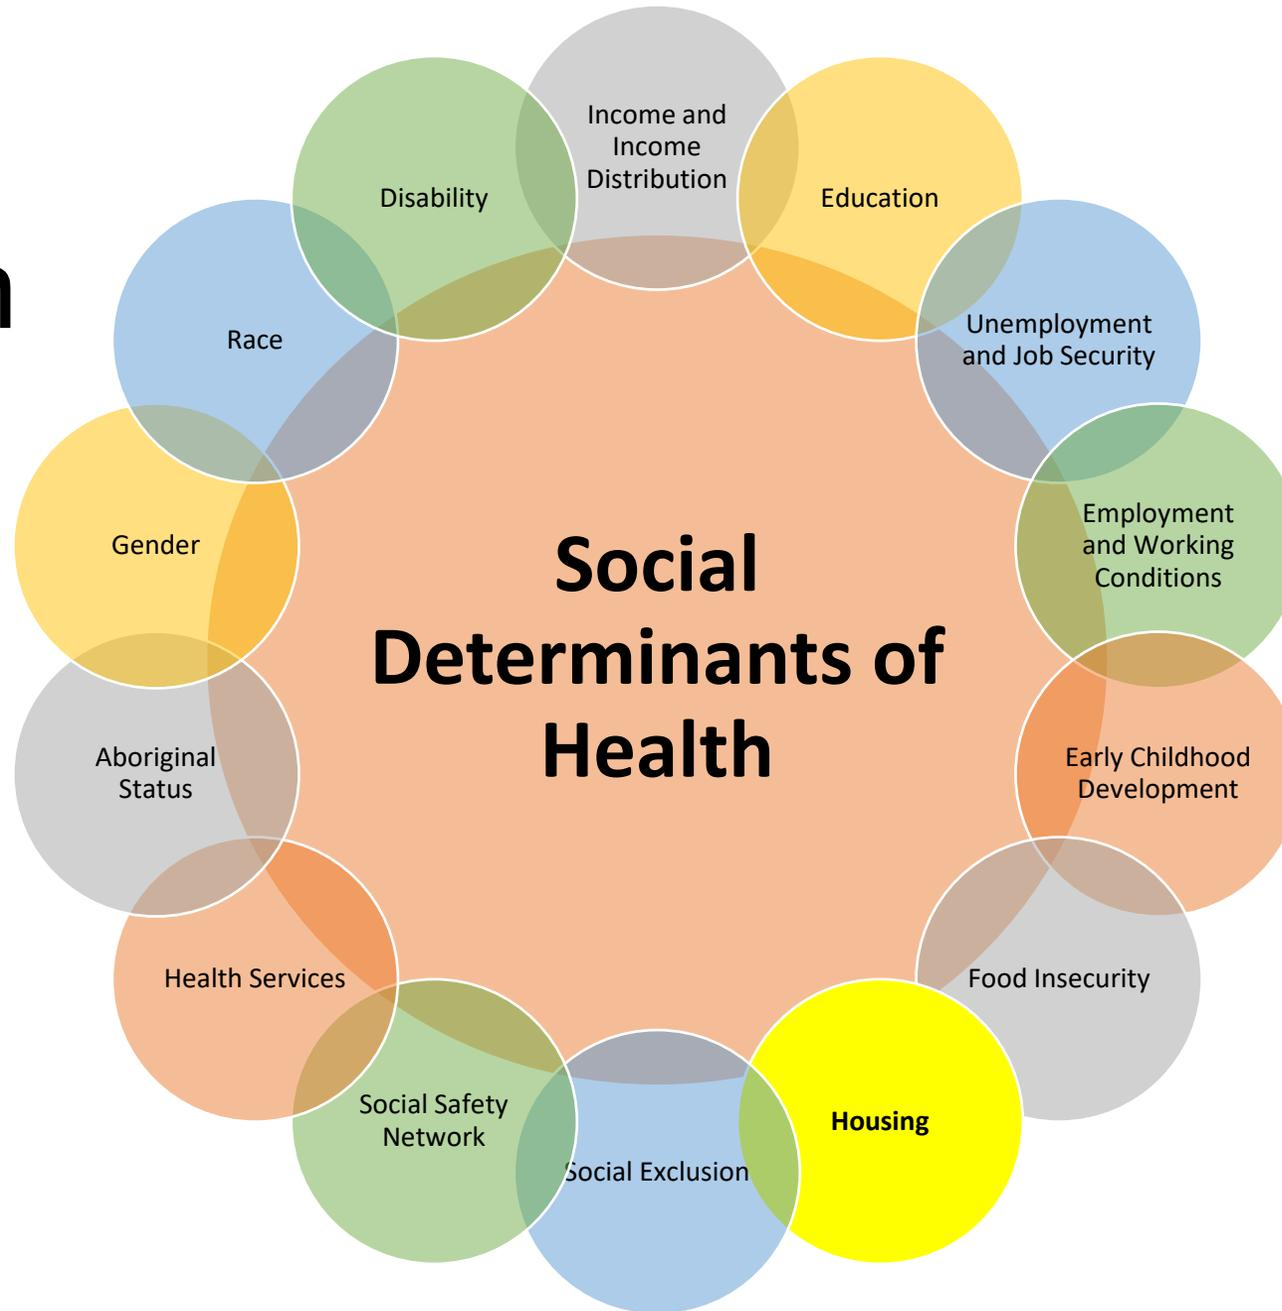 Income and
Income
Distribution
Education
Unemployment
and Job Security
Employment
and Working
Conditions
Early Childhood
Development
Food Insecurity
Housing
Social Exclusion
Social Safety
Network
Health Services
Aboriginal
Status
Gender
Race
Disability
Social
Determinants of
Health